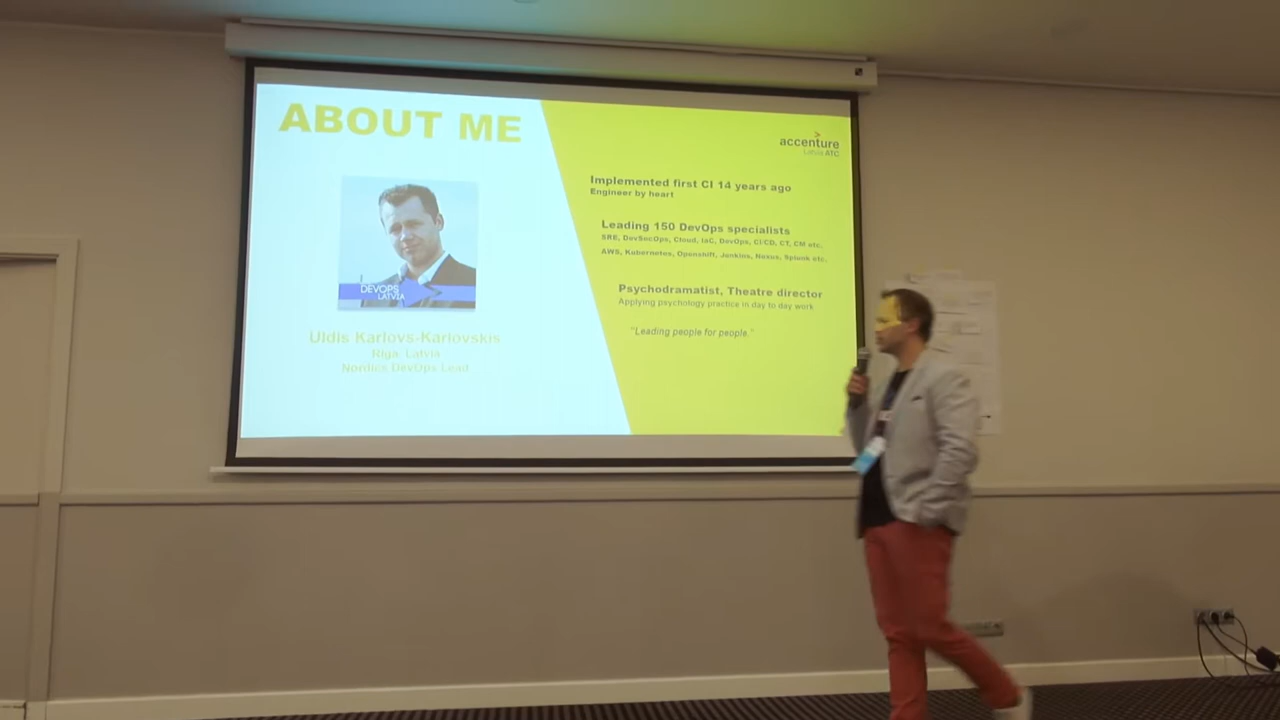 ABOUT ME
DEVOPS
LATVIA
Uldis Karlovs-Karlovskis
Riga, Latvia
Nordics DevOps Lead
accenture
Latvia ATC
Implemented first CI 14 years ago
Engineer by heart
Leading 150 DevOps specialists
SRE, DevSecOps, Cloud, IaC, DevOps, CI-CD, CT, CM etc.
AWS, Kubernetes, Openshift, Jenkins, Nexus, Splunk etc.
Psychodramatist, Theatre director
Applying psychology practice in day to day work
"Leading people for people."